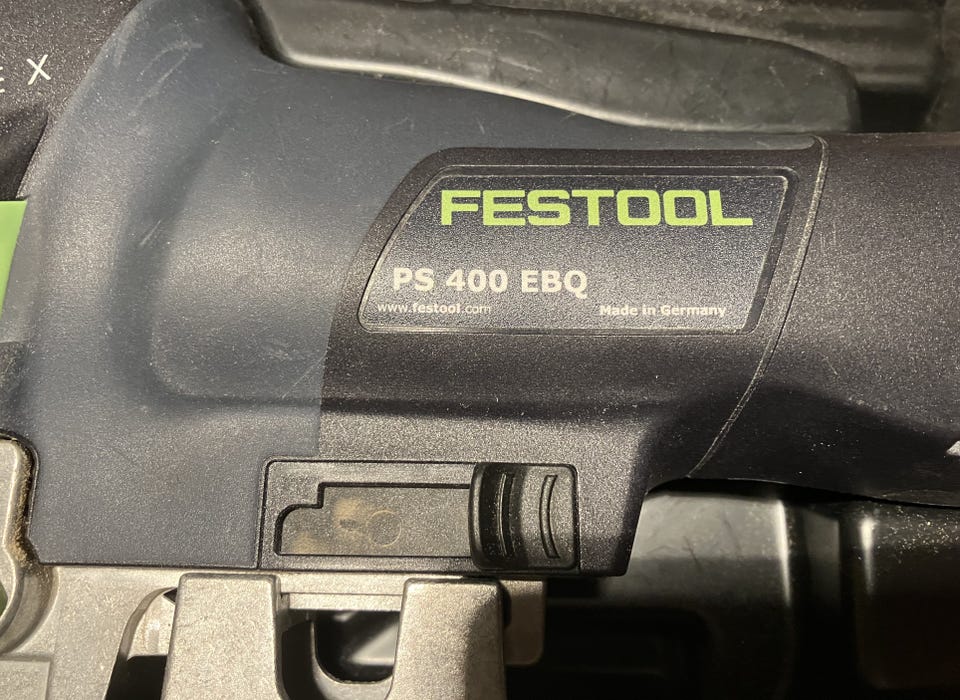 FESTOOL
PS 400 EBQ
www.festool.com
Made in Germany